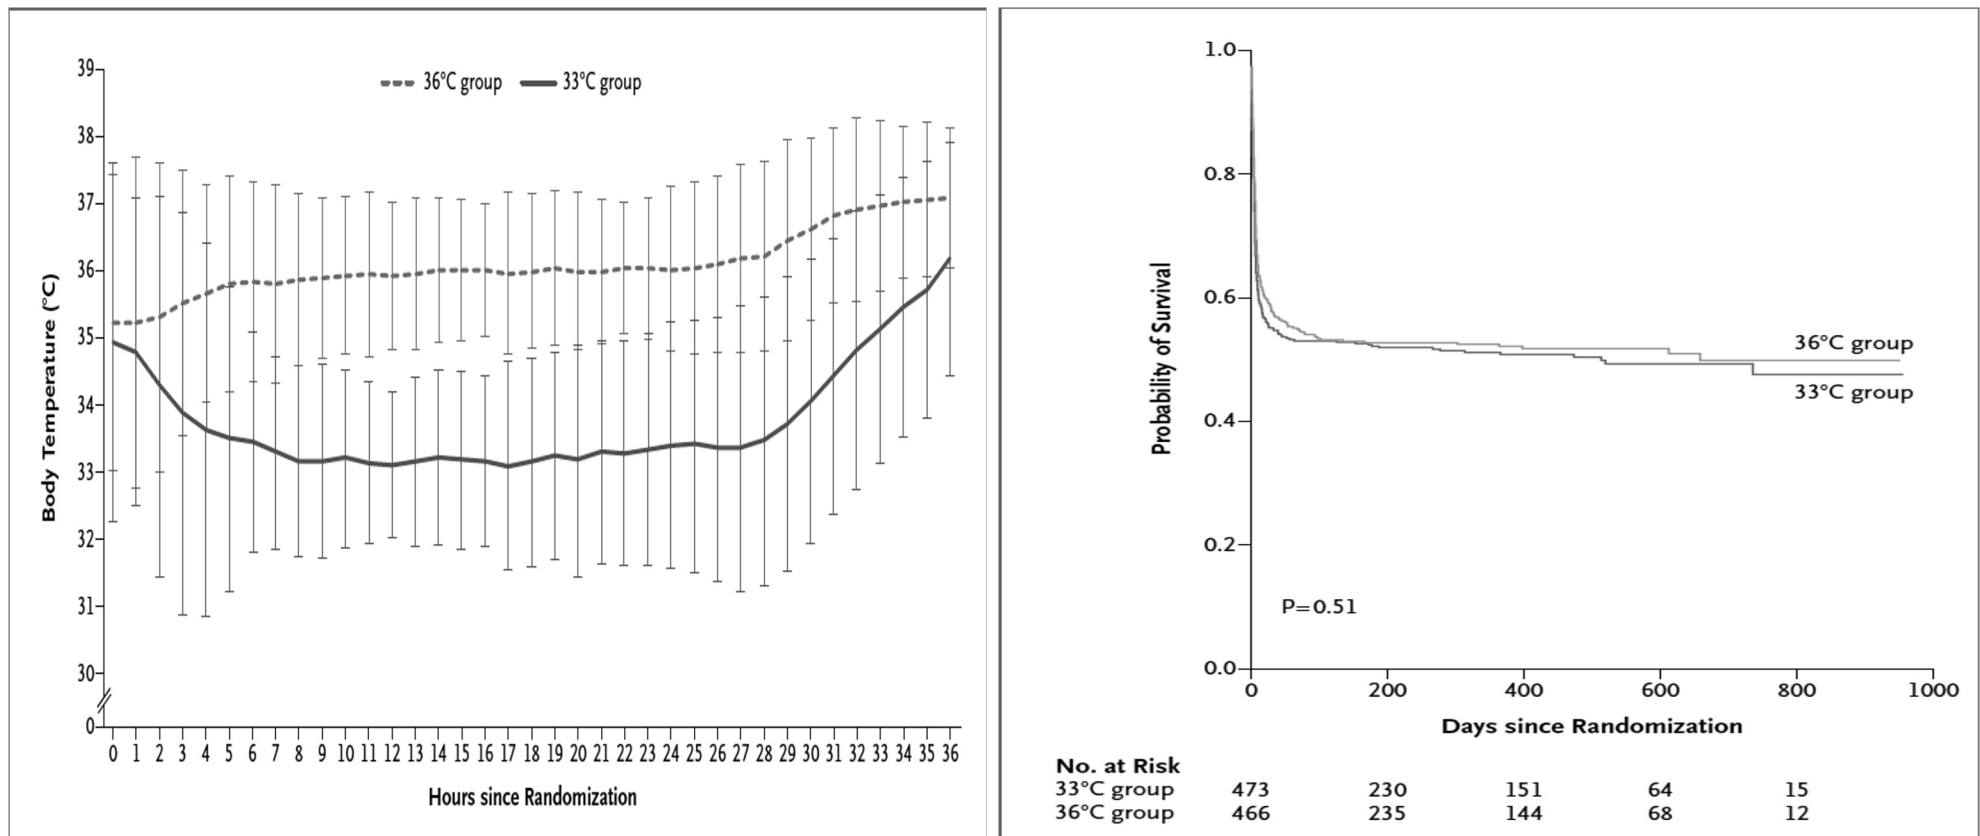 36°C group 33°C group
Body Temperature (°C)
39
38
37
36
35
34
33
32
31
30
0
0 1 2 3 4 5 6 7 8 9 10 11 12 13 14 15 16 17 18 19 20 21 22 23 24 25 26 27 28 29 30 31 32 33 34 35 36
Hours since Randomization
Probability of Survival
1.0
0.8
0.6
0.4
0.2
0.0
36°C group
33°C group
P=0.51
0 200 400 600 800 1000
Days since Randomization
No. at Risk
33°C group 473 230 151 64 15
36°C group 466 235 144 68 12